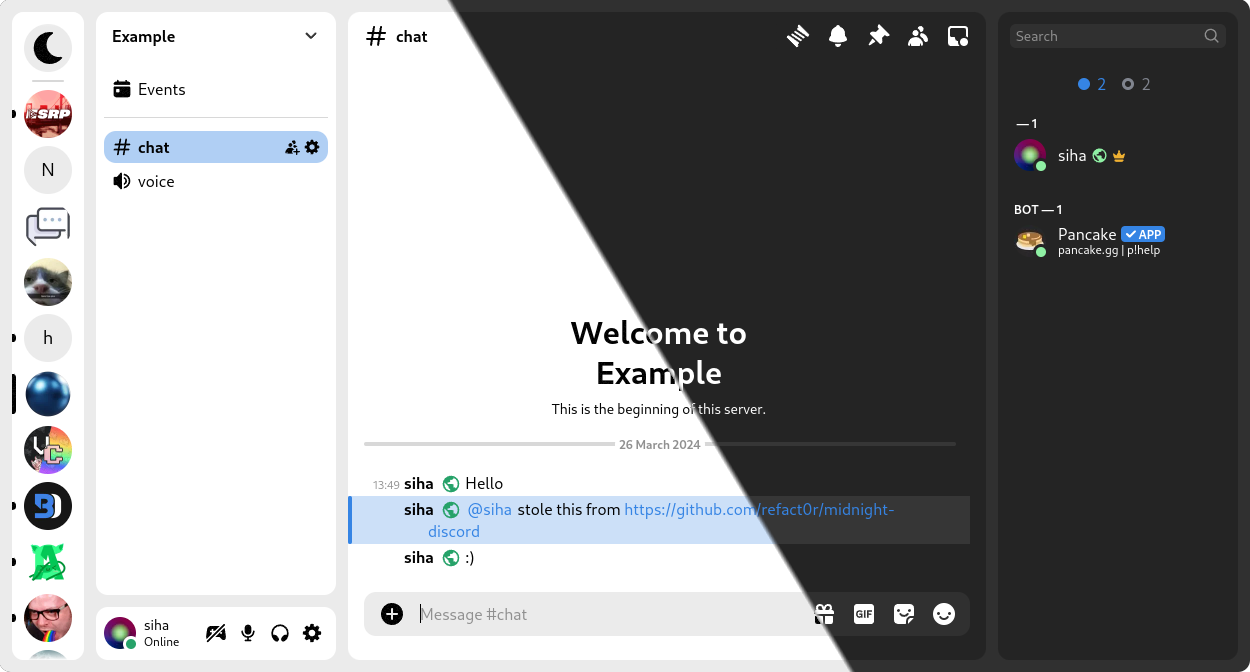 SRP
N
h
VC
Example
Events
chat
voice
siha
Online
chat
Welcome to
Example
This is the beginning of this server.
26 March 2024
13:49 siha Hello
siha @siha stole this from https://github.com/refact0r/midnight-
discord
siha :)
Message #chat
GIF
Search
2 2
— 1
siha
BOT — 1
Pancake APP
pancake.gg | p!help